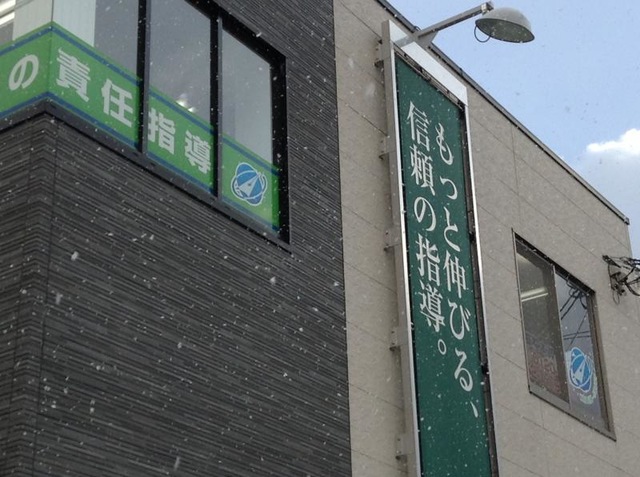 の責任指導
もっと伸びる、
信頼の指導。